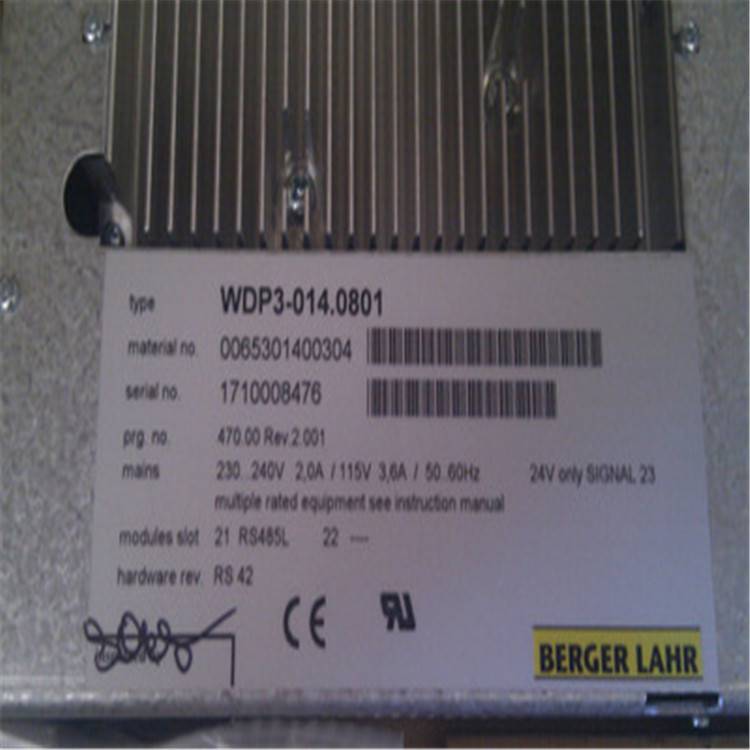 type WDP3-014.0801
material no. 0065301400304
serial no. 1710008476
prg. no. 470.00 Rev.2.001
mains 230..240V 2,0A / 115V 3,6A / 50..60Hz 24V only SIGNAL 23
multiple rated equipment see instruction manual
modules slot 21 RS485L 22 ----
hardware rev. RS 42
CE RU
BERGER LAHR